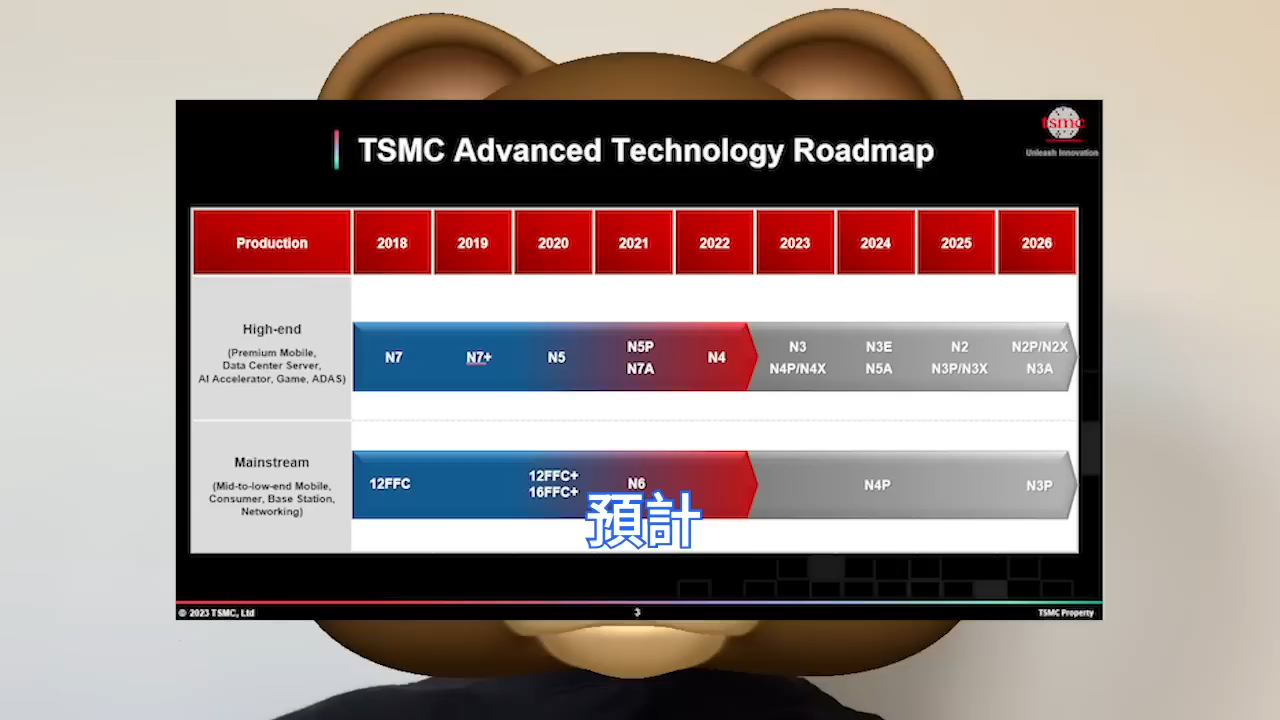 tsmc
Unleash Innovation
TSMC Advanced Technology Roadmap
Production 2018 2019 2020 2021 2022 2023 2024 2025 2026
High-end
(Premium Mobile,
Data Center Server,
AI Accelerator, Game, ADAS)
N7 N7+ N5 N5P N4 N3 N3E N2 N2P/N2X
N7A N4P/N4X N5A N3P/N3X N3A
Mainstream
(Mid-to-low-end Mobile,
Consumer, Base Station,
Networking)
12FFC 12FFC+ N6 N4P N3P
16FFC+
預計
© 2023 TSMC, Ltd 3 TSMC Property